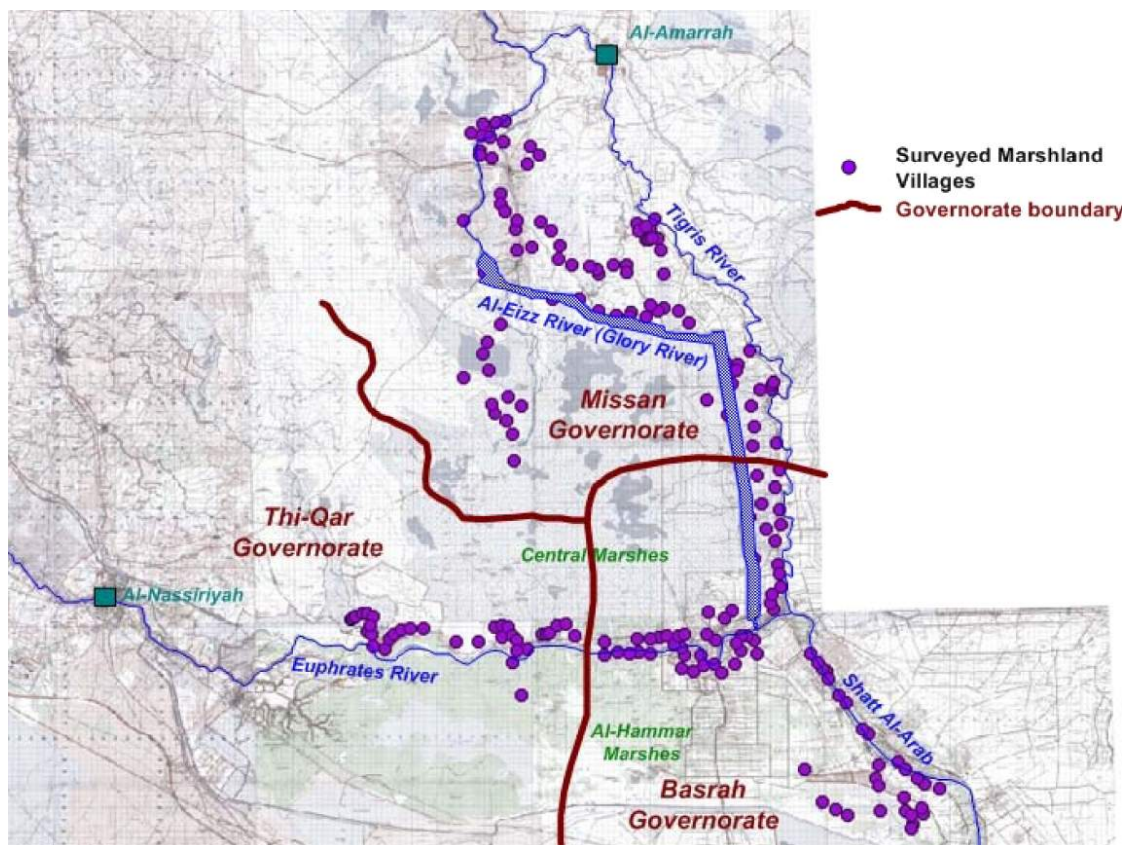 Al-Amarrah
Surveyed Marshland
Villages
Governorate boundary
Tigris River
Al-Eizz River (Glory River)
Missan
Governorate
Thi-Qar
Governorate
Central Marshes
Al-Nassiriyah
Euphrates River
Shatt Al-Arab
Al-Hammar
Marshes
Basrah
Governorate